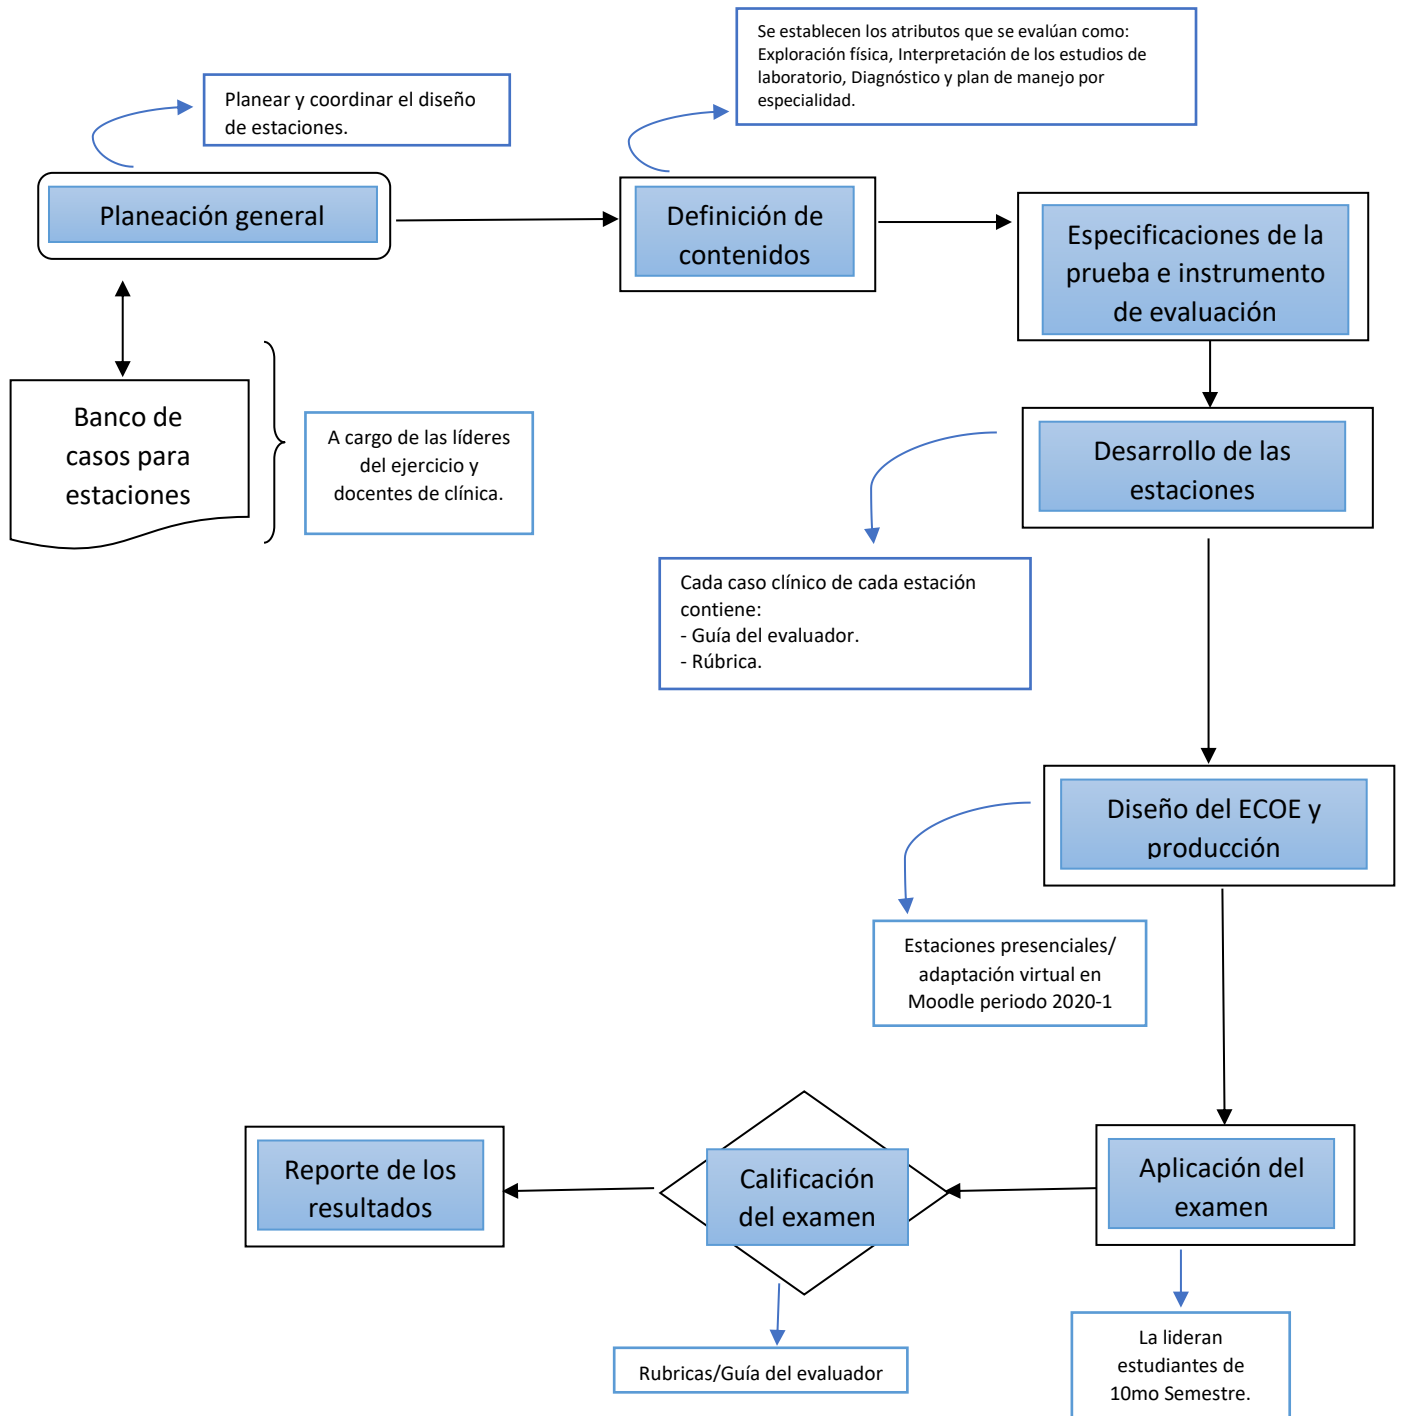 Se establecen los atributos que se evalúan como:
Exploración física, Interpretación de los estudios de
laboratorio, Diagnóstico y plan de manejo por
especialidad.
Planear y coordinar el diseño
de estaciones.
Planeación general
Definición de
contenidos
Especificaciones de la
prueba e instrumento
de evaluación
Banco de
casos para
estaciones
A cargo de las líderes
del ejercicio y
docentes de clínica.
Desarrollo de las
estaciones
Cada caso clínico de cada estación
contiene:
- Guía del evaluador.
- Rúbrica.
Diseño del ECOE y
producción
Estaciones presenciales/
adaptación virtual en
Moodle periodo 2020-1
Aplicación del
examen
Calificación
del examen
Reporte de los
resultados
La lideran
estudiantes de
10mo Semestre.
Rubricas/Guía del evaluador